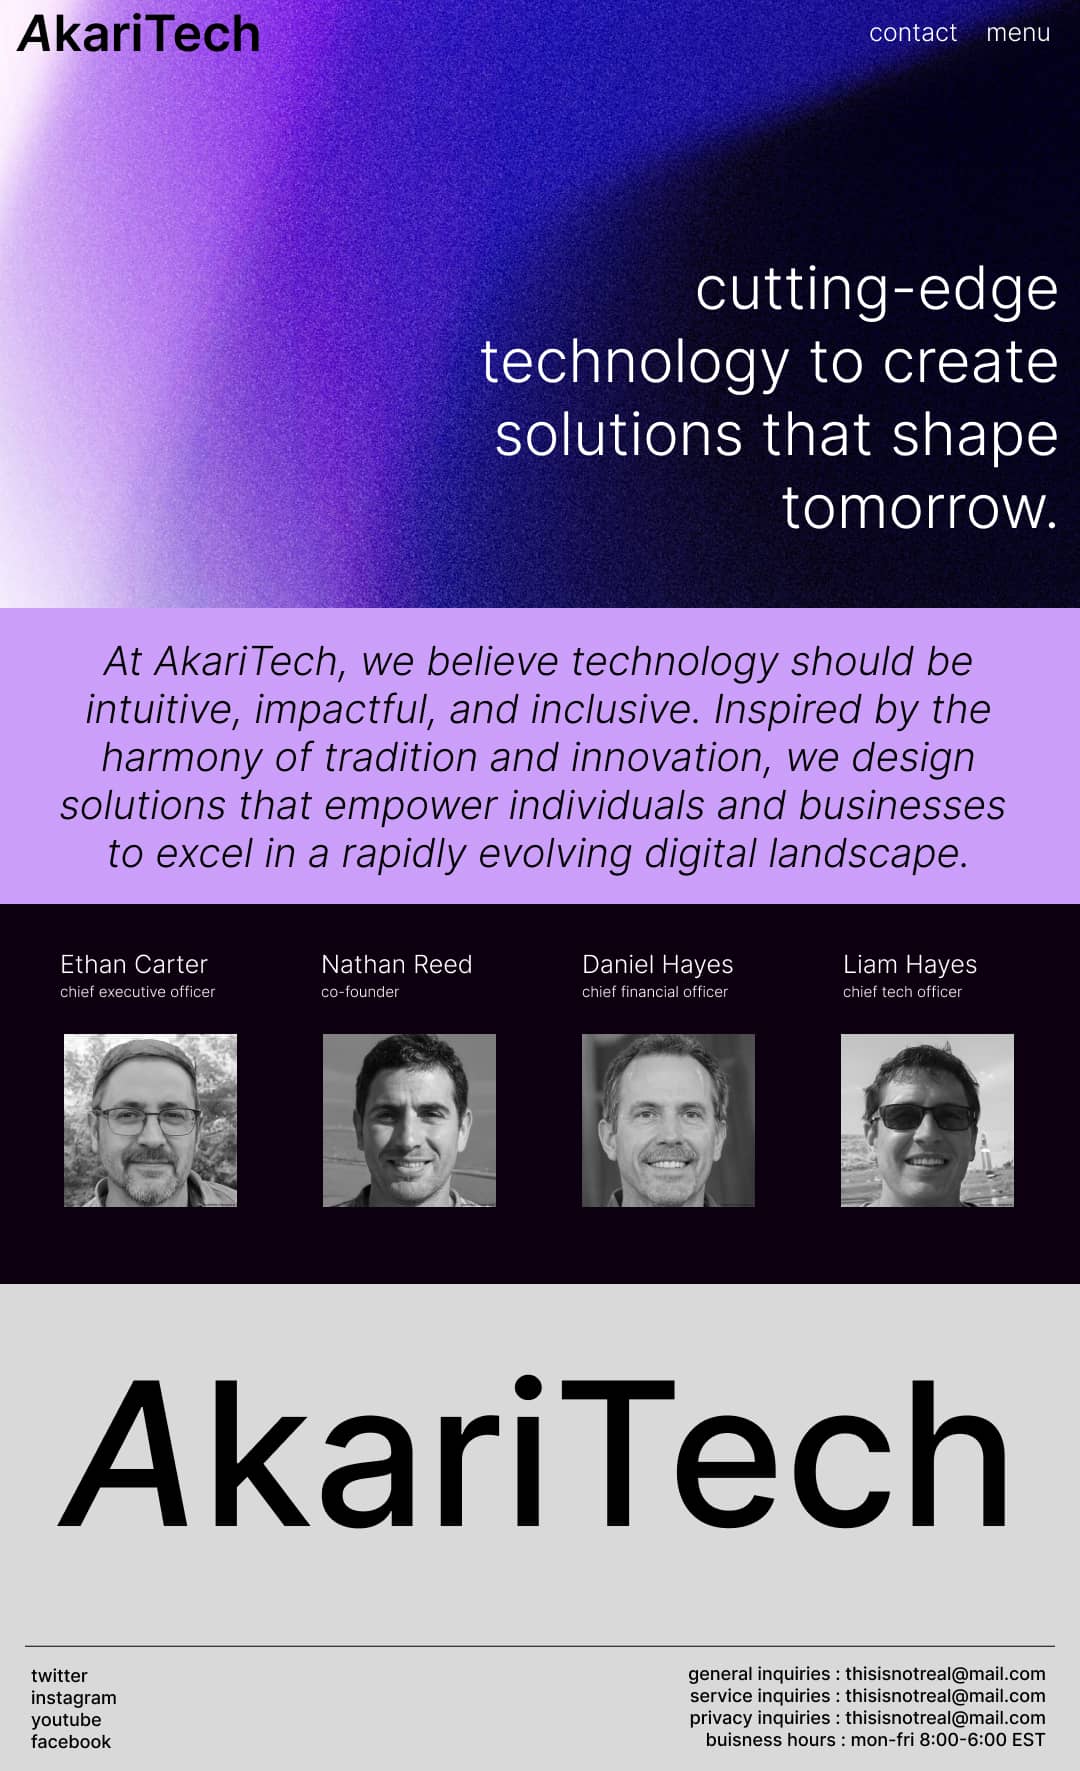 AkariTech
contact menu
cutting-edge
technology to create
solutions that shape
tomorrow.
At AkariTech, we believe technology should be
intuitive, impactful, and inclusive. Inspired by the
harmony of tradition and innovation, we design
solutions that empower individuals and businesses
to excel in a rapidly evolving digital landscape.
Ethan Carter
chief executive officer
Nathan Reed
co-founder
Daniel Hayes
chief financial officer
Liam Hayes
chief tech officer
AkariTech
twitter
instagram
youtube
facebook
general inquiries : thisisnotreal@mail.com
service inquiries : thisisnotreal@mail.com
privacy inquiries : thisisnotreal@mail.com
buisness hours : mon-fri 8:00-6:00 EST